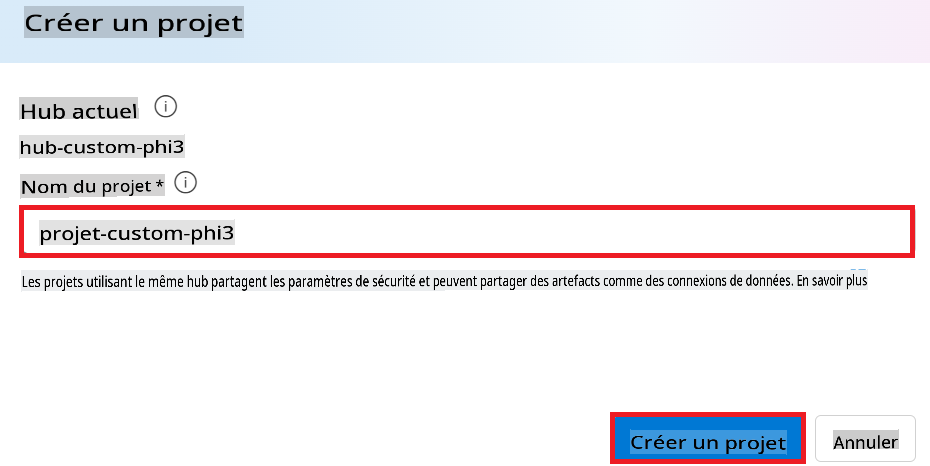 Créer un projet
Hub actuel
hub-custom-phi3
Nom du projet *
projet-custom-phi3
Les projets utilisant le même hub partagent les paramètres de sécurité et peuvent partager des artefacts comme des connexions de données. En savoir plus
Créer un projet Annuler